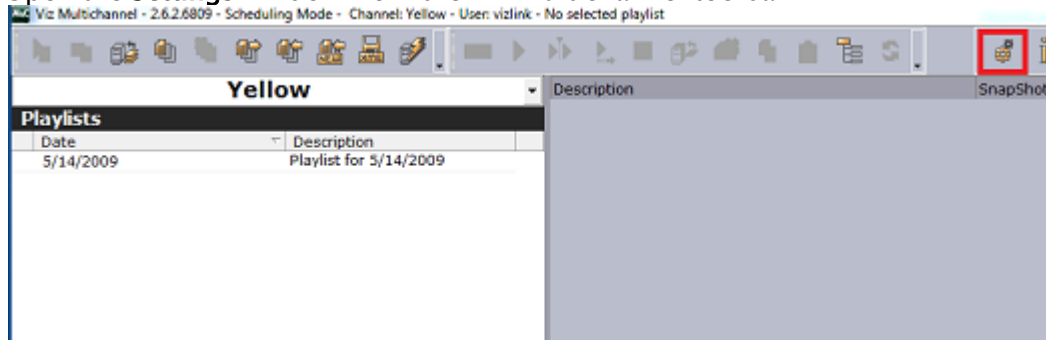 Viz Multichannel - 2.6.2.6809 - Scheduling Mode - Channel: Yellow - User: vizlink - No selected playlist
Yellow
Description
SnapShot
Playlists
Date
Description
5/14/2009
Playlist for 5/14/2009